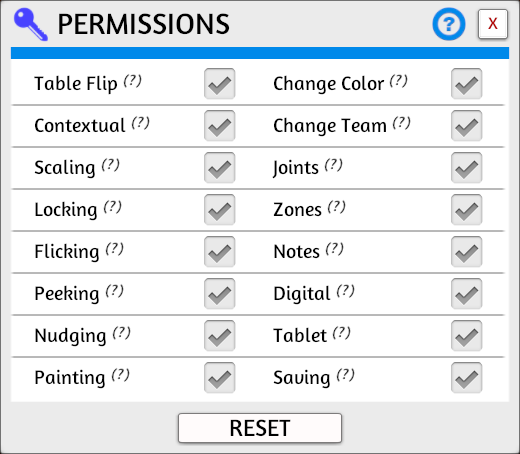 PERMISSIONS ? X
Table Flip (?) Change Color (?)
Contextual (?) Change Team (?)
Scaling (?) Joints (?)
Locking (?) Zones (?)
Flicking (?) Notes (?)
Peeking (?) Digital (?)
Nudging (?) Tablet (?)
Painting (?) Saving (?)
RESET